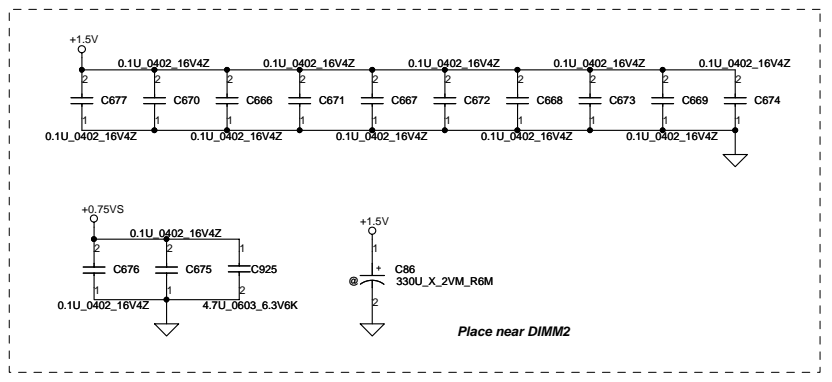 +1.5V
0.1U_0402_16V4Z 0.1U_0402_16V4Z 0.1U_0402_16V4Z 0.1U_0402_16V4Z 0.1U_0402_16V4Z
2 2 2 2 2 2 2 2 2 2
C677 C670 C666 C671 C667 C672 C668 C673 C669 C674
1 1 1 1 1 1 1 1 1 1
0.1U_0402_16V4Z 0.1U_0402_16V4Z 0.1U_0402_16V4Z 0.1U_0402_16V4Z 0.1U_0402_16V4Z
+0.75VS
0.1U_0402_16V4Z
2 2 1
C676 C675 C925
1 1 2
0.1U_0402_16V4Z 4.7U_0603_6.3V6K
+1.5V
1
+ C86
@ 330U_X_2VM_R6M
2
Place near DIMM2